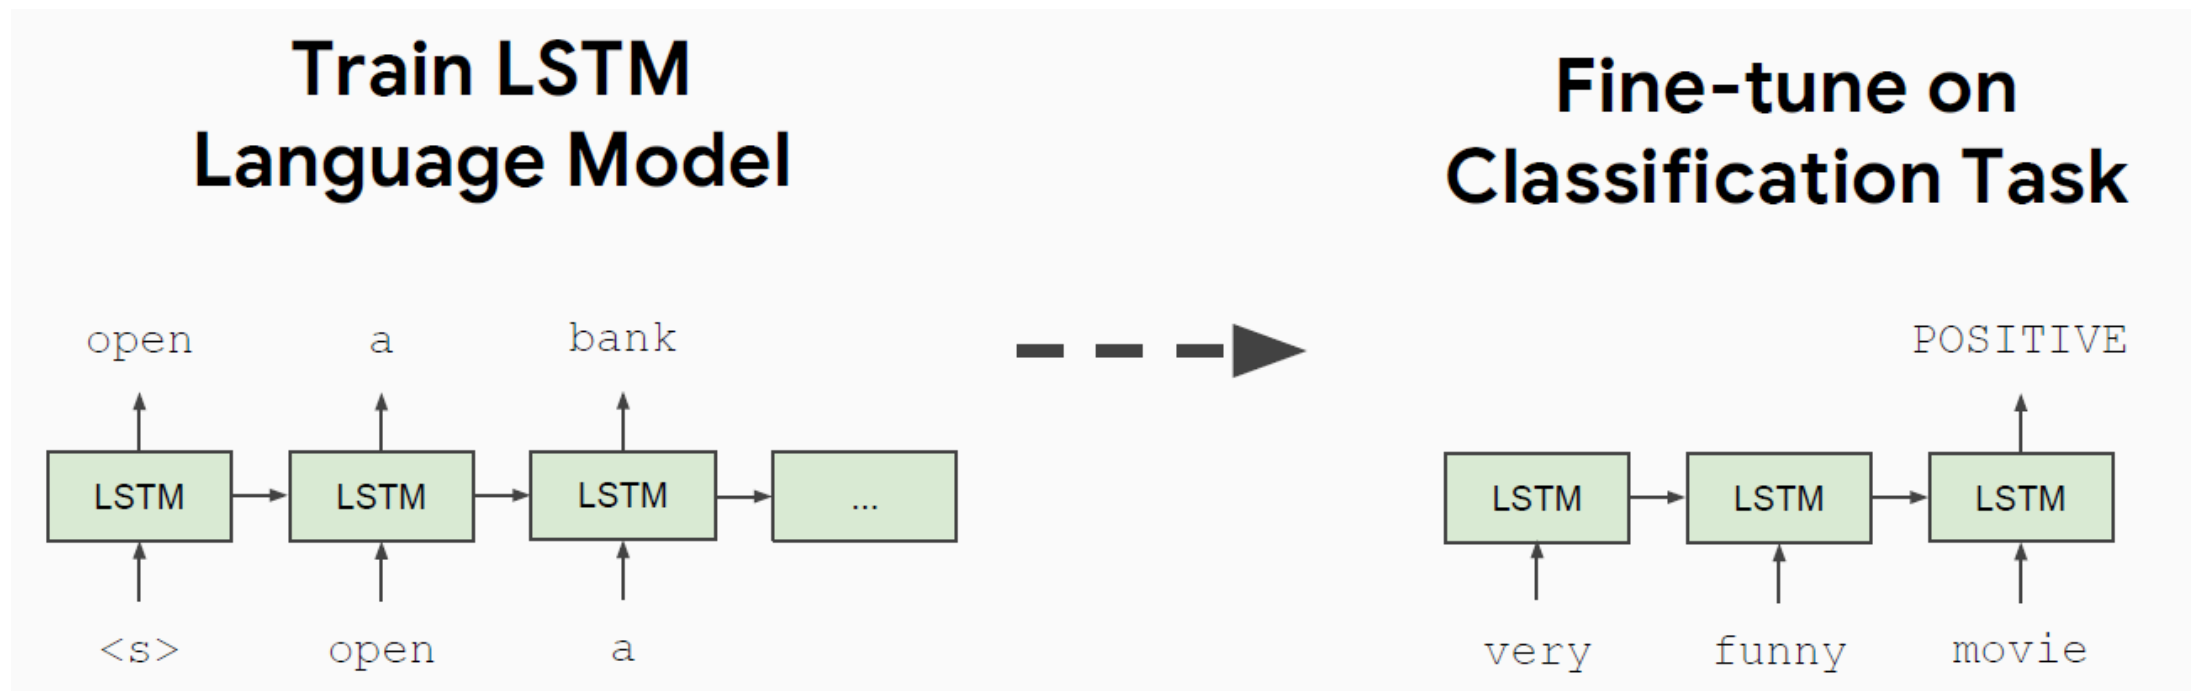 Train LSTM
Language Model
open a bank
LSTM LSTM LSTM ...
<s> open a
Fine-tune on
Classification Task
POSITIVE
LSTM LSTM LSTM
very funny movie